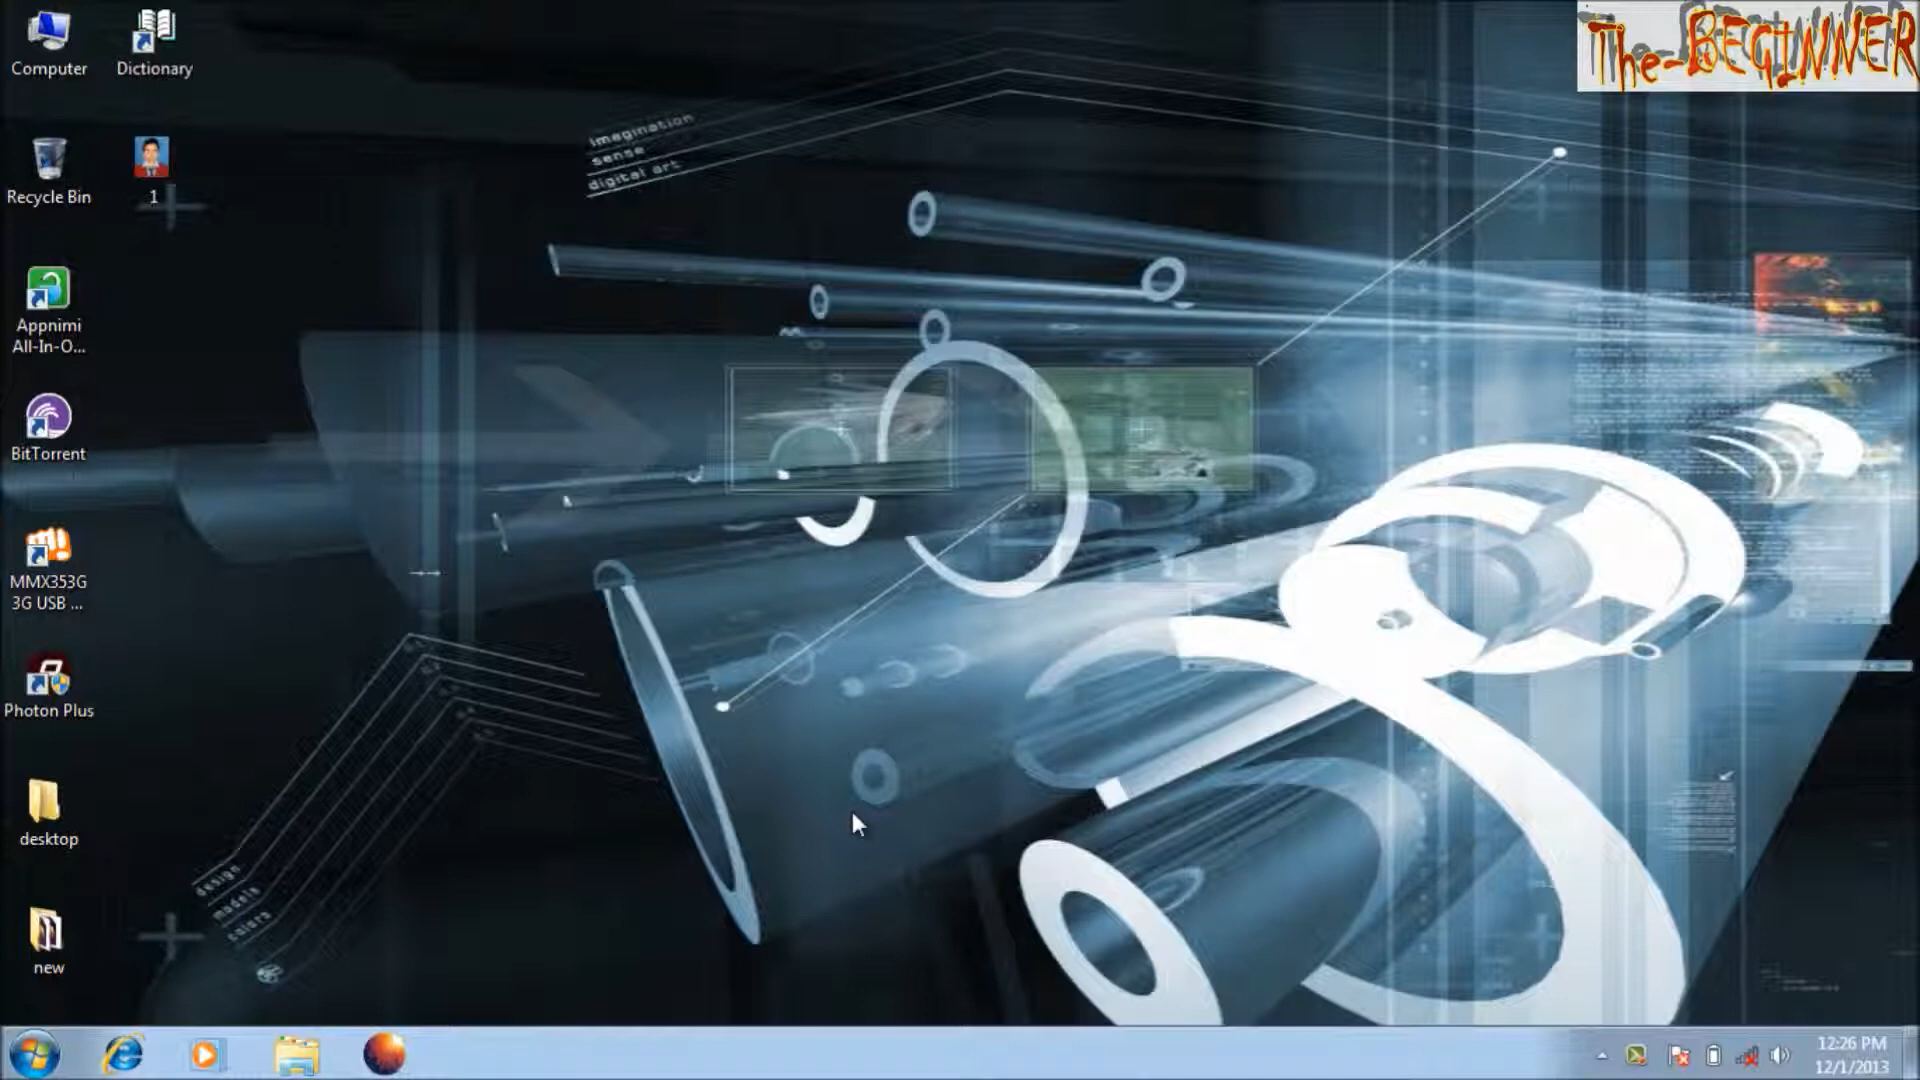 Computer
Dictionary
The-BEGINNER
imagination
sense
digital art
Recycle Bin
1
Appnimi
All-In-O...
BitTorrent
MMX353G
3G USB ...
Photon Plus
desktop
design
models
colors
new
12:26 PM
12/1/2013